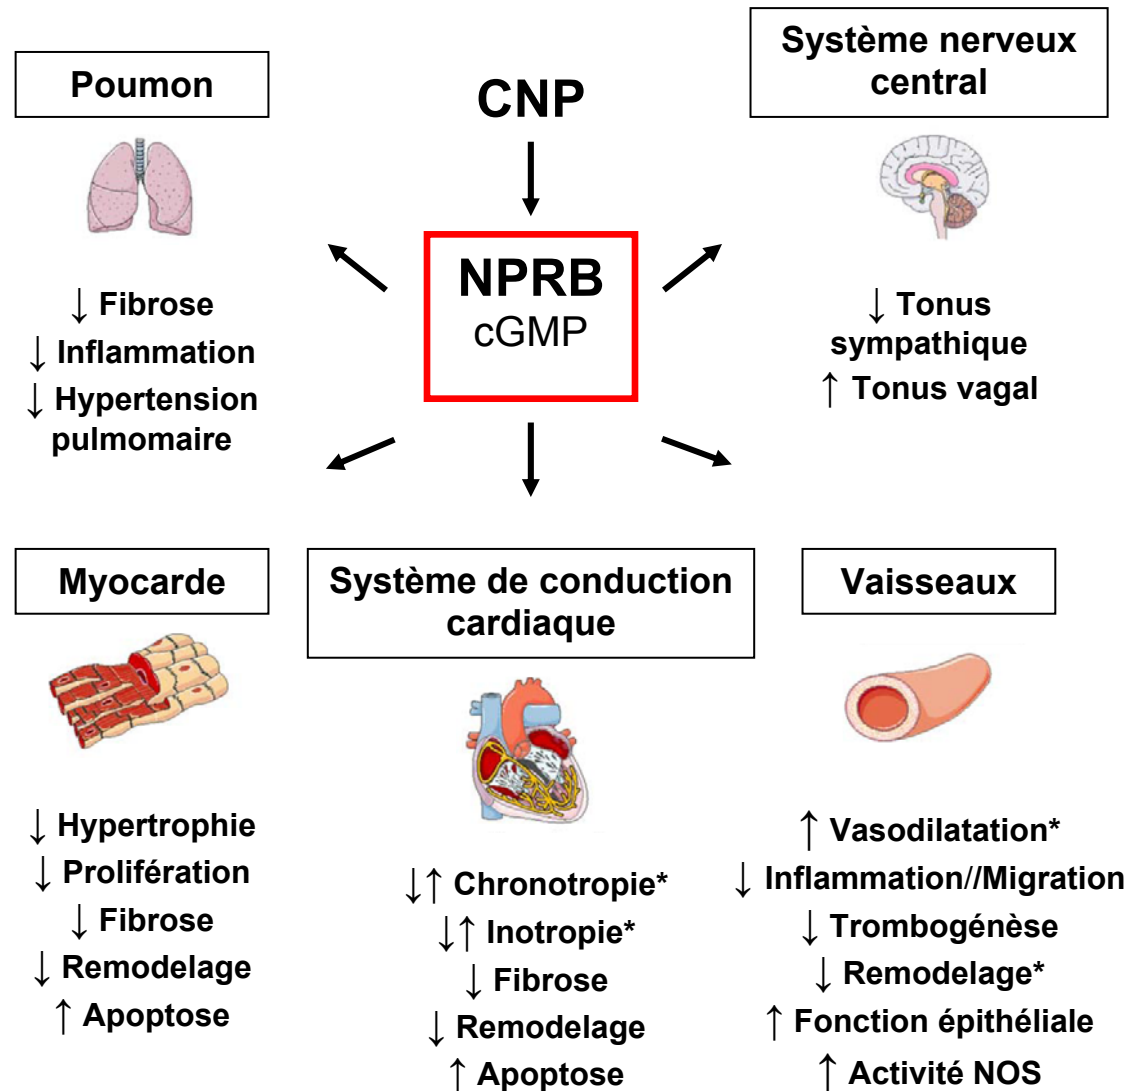 Poumon
CNP
Système nerveux
central
NPRB
cGMP
↓ Fibrose
↓ Inflammation
↓ Hypertension
pulmomaire
↓ Tonus
sympathique
↑ Tonus vagal
Myocarde
Système de conduction
cardiaque
Vaisseaux
↓ Hypertrophie
↓ Prolifération
↓ Fibrose
↓ Remodelage
↑ Apoptose
↓↑ Chronotropie*
↓↑ Inotropie*
↓ Fibrose
↓ Remodelage
↑ Apoptose
↑ Vasodilatation*
↓ Inflammation//Migration
↓ Trombogénèse
↓ Remodelage*
↑ Fonction épithéliale
↑ Activité NOS